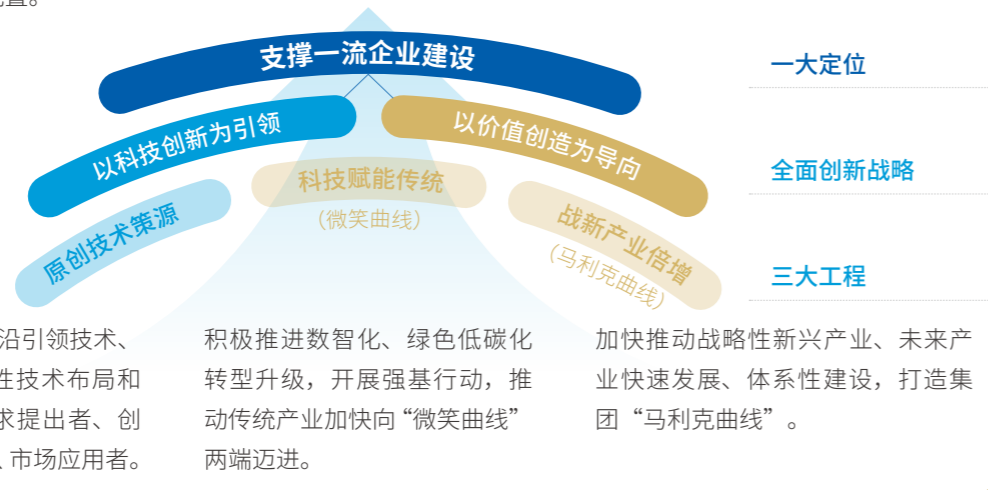 置。
支撑一流企业建设
一大定位
以科技创新为引领
以价值创造为导向
全面创新战略
原创技术策源
科技赋能传统
(微笑曲线)
战新产业倍增
(马利克曲线)
三大工程
沿引领技术、
性技术布局和
求提出者、创
、市场应用者。
积极推进数智化、绿色低碳化
转型升级，开展强基行动，推
动传统产业加快向“微笑曲线”
两端迈进。
加快推动战略性新兴产业、未来产
业快速发展、体系性建设，打造集
团“马利克曲线”。